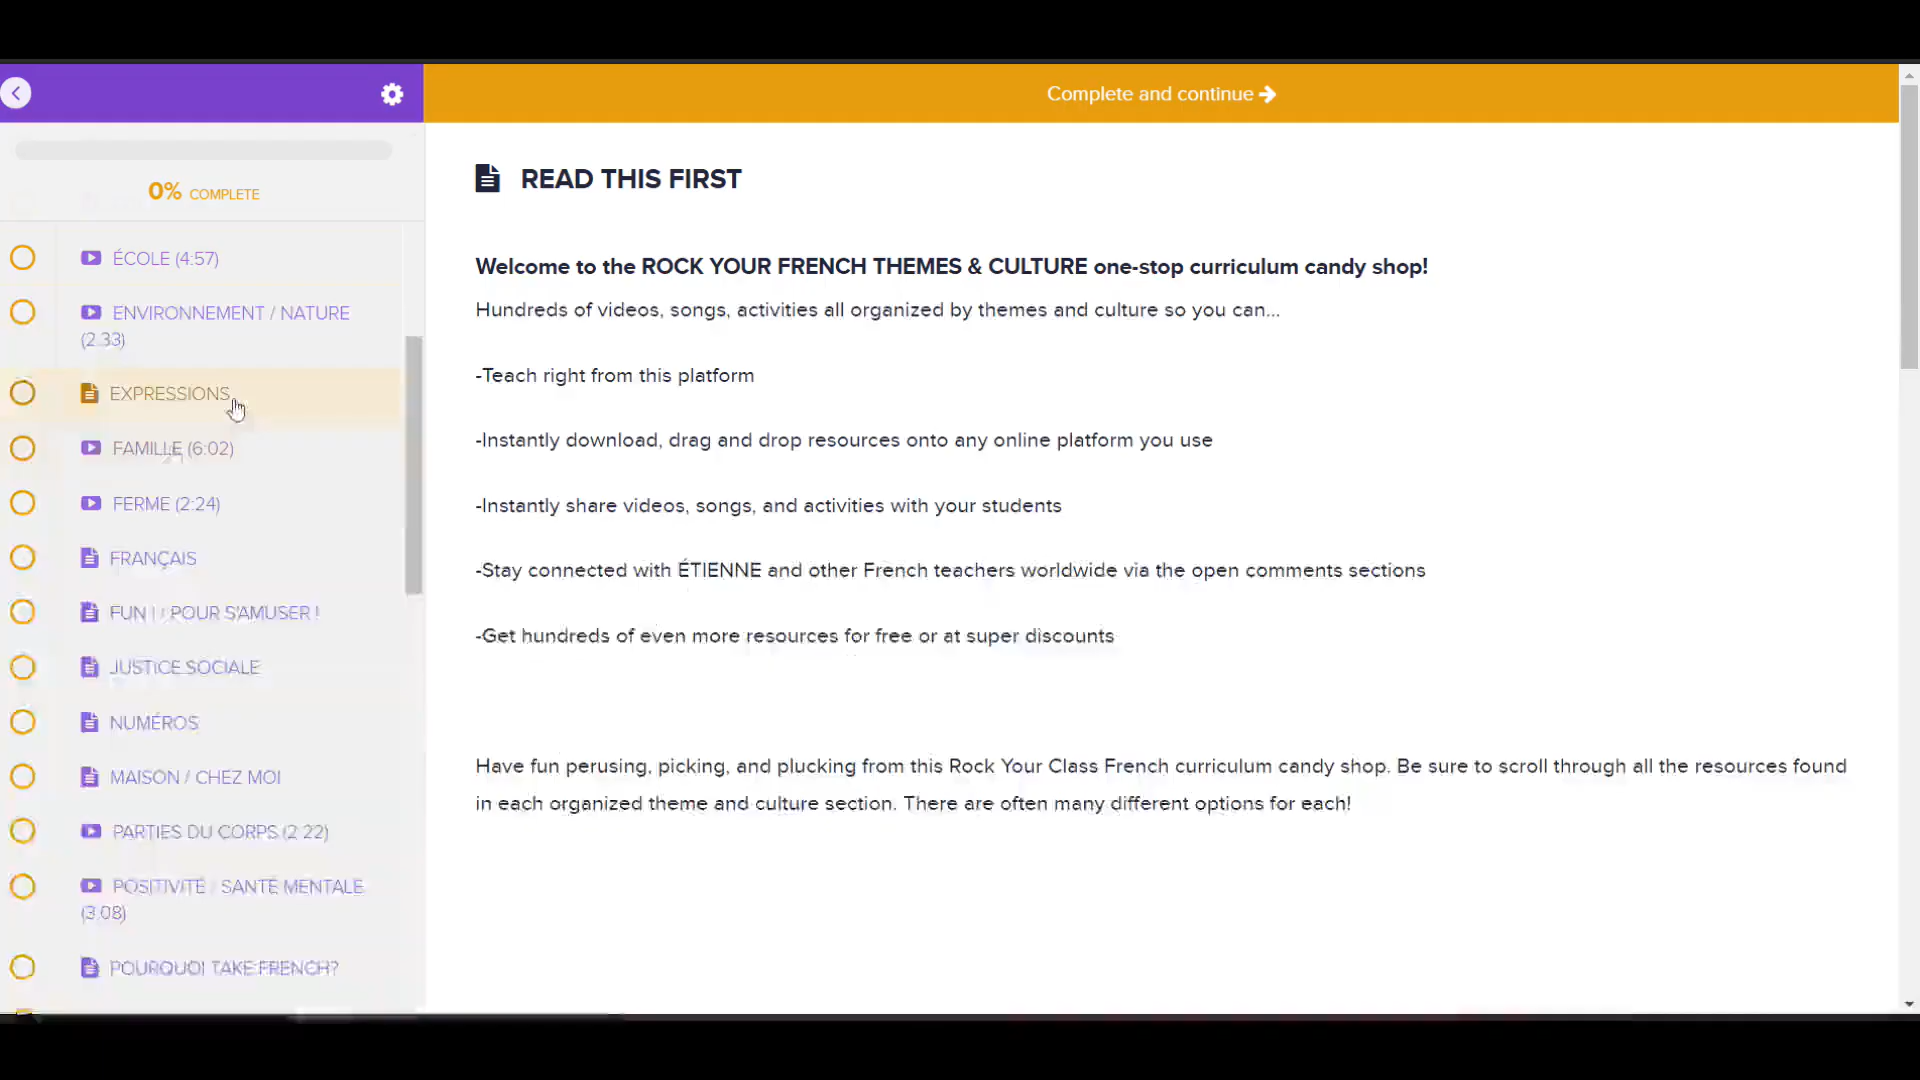 Complete and continue
0% COMPLETE
ÉCOLE (4:57)
ENVIRONNEMENT / NATURE
(2:33)
EXPRESSIONS
FAMILLE (6:02)
FERME (2:24)
FRANÇAIS
FUN ! / POUR S'AMUSER !
JUSTICE SOCIALE
NUMÉROS
MAISON / CHEZ MOI
PARTIES DU CORPS (2:22)
POSITIVITÉ / SANTÉ MENTALE
(3:08)
POURQUOI TAKE FRENCH?
READ THIS FIRST
Welcome to the ROCK YOUR FRENCH THEMES & CULTURE one-stop curriculum candy shop!
Hundreds of videos, songs, activities all organized by themes and culture so you can...
-Teach right from this platform
-Instantly download, drag and drop resources onto any online platform you use
-Instantly share videos, songs, and activities with your students
-Stay connected with ÉTIENNE and other French teachers worldwide via the open comments sections
-Get hundreds of even more resources for free or at super discounts
Have fun perusing, picking, and plucking from this Rock Your Class French curriculum candy shop. Be sure to scroll through all the resources found
in each organized theme and culture section. There are often many different options for each!